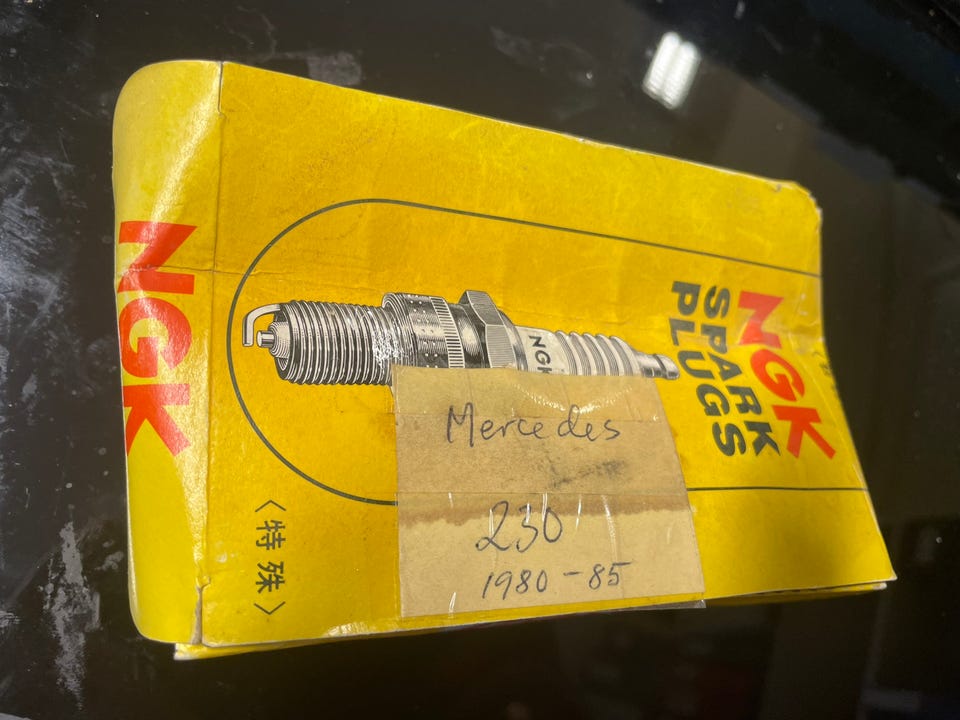 NGK
NGK
SPARK
PLUGS
NGK
〈特殊〉
Mercedes
230
1980-85